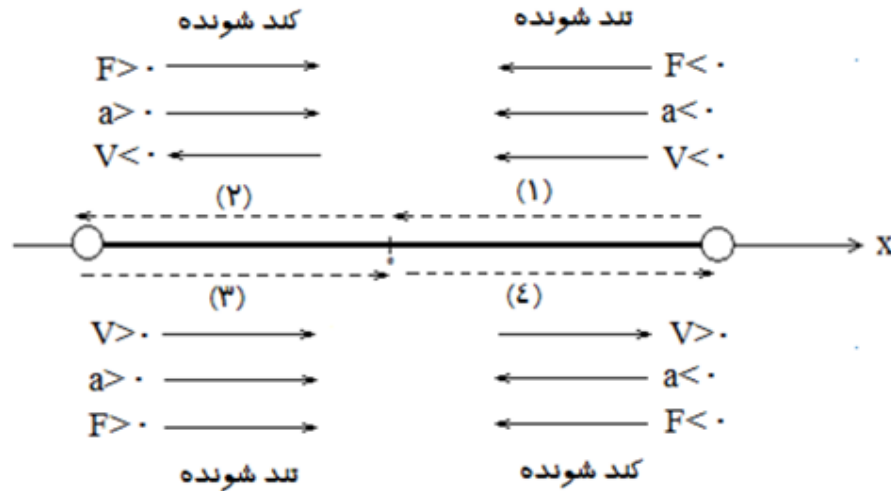 کند شونده
تند شونده
F>۰
F<۰
a>۰
a<۰
V<۰
V<۰
(۲)
(۱)
X
۰
(۳)
(٤)
V>۰
V>۰
a>۰
a<۰
F>۰
F<۰
تند شونده
کند شونده